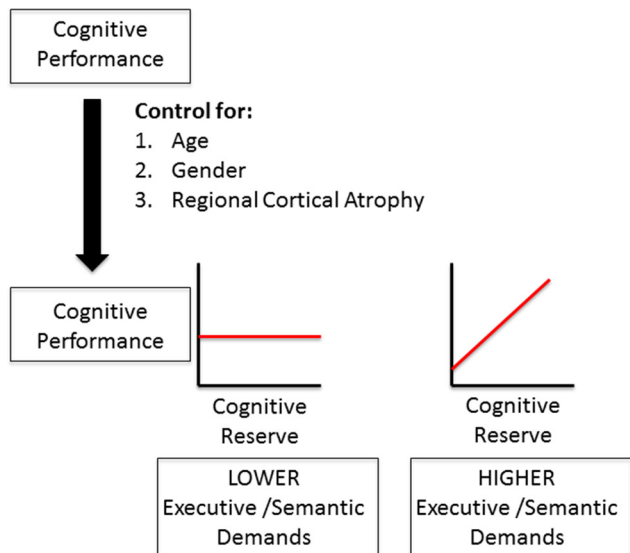 Cognitive
Performance
Control for:
1. Age
2. Gender
3. Regional Cortical Atrophy
Cognitive
Performance
Cognitive
Reserve
Cognitive
Reserve
LOWER
Executive /Semantic
Demands
HIGHER
Executive /Semantic
Demands